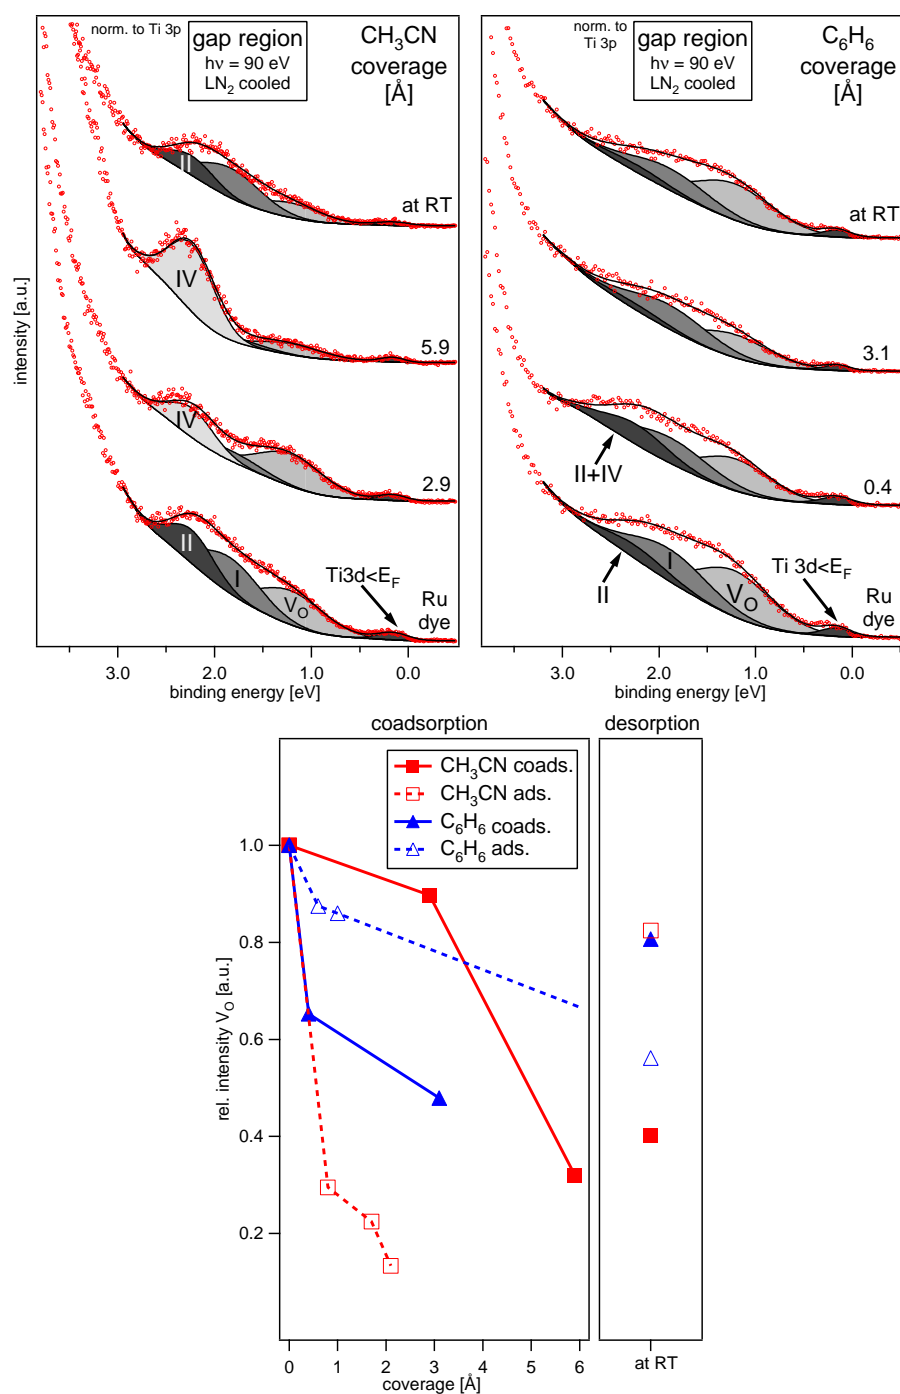 norm. to Ti 3p
gap region
hν = 90 eV
LN2 cooled
CH3CN
coverage
[Å]
II
at RT
IV
5.9
IV
2.9
II
I
VO
Ti3d<EF
Ru
dye
intensity [a.u.]
3.0 2.0 1.0 0.0
binding energy [eV]
norm. to
Ti 3p
gap region
hν = 90 eV
LN2 cooled
C6H6
coverage
[Å]
at RT
3.1
II+IV
0.4
I
II
VO
Ti 3d<EF
Ru
dye
3.0 2.0 1.0 0.0
binding energy [eV]
coadsorption
desorption
CH3CN coads.
CH3CN ads.
C6H6 coads.
C6H6 ads.
rel. intensity VO [a.u.]
1.0
0.8
0.6
0.4
0.2
0 1 2 3 4 5 6
coverage [Å]
at RT